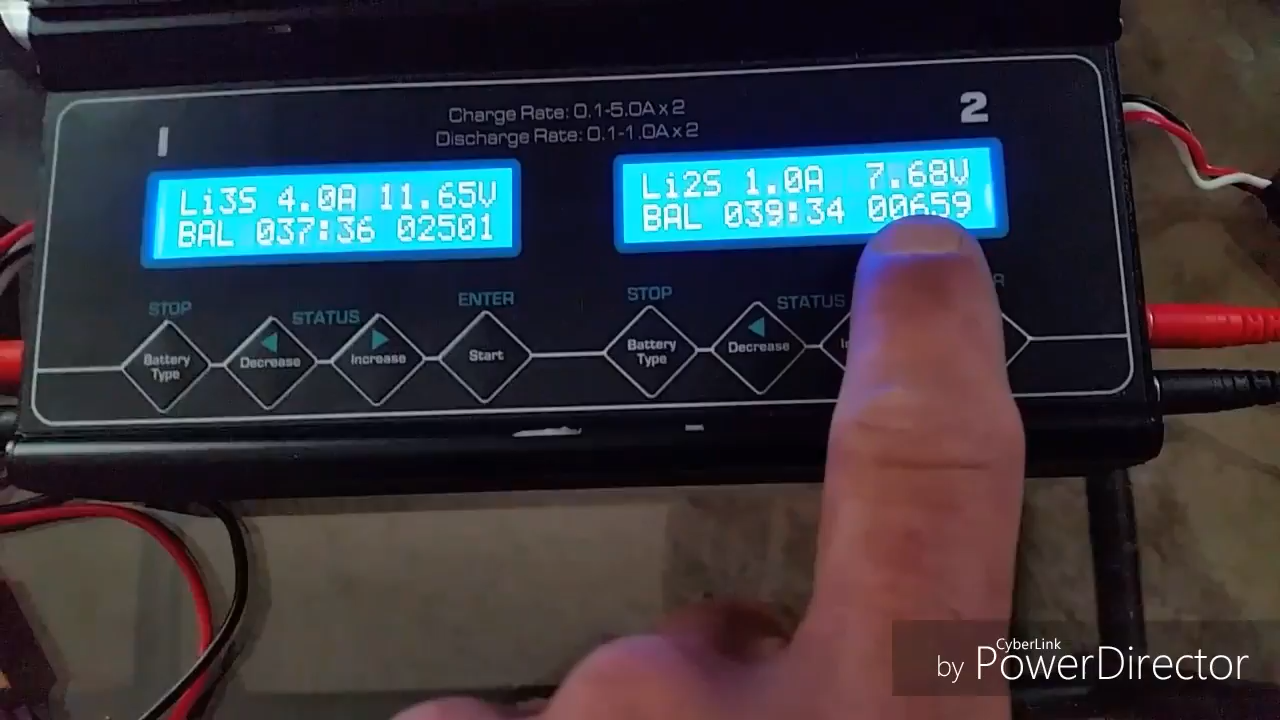 Charge Rate: 0.1-5.0A x 2
Discharge Rate: 0.1-1.0A x 2
1
2
Li3S 4.0A 11.65V
BAL 037:36 02501
Li2S 1.0A 7.68V
BAL 039:34 00659
STOP
STATUS
ENTER
Battery
Type
Decrease
Increase
Start
STOP
STATUS
R
Battery
Type
Decrease
In
CyberLink
by PowerDirector